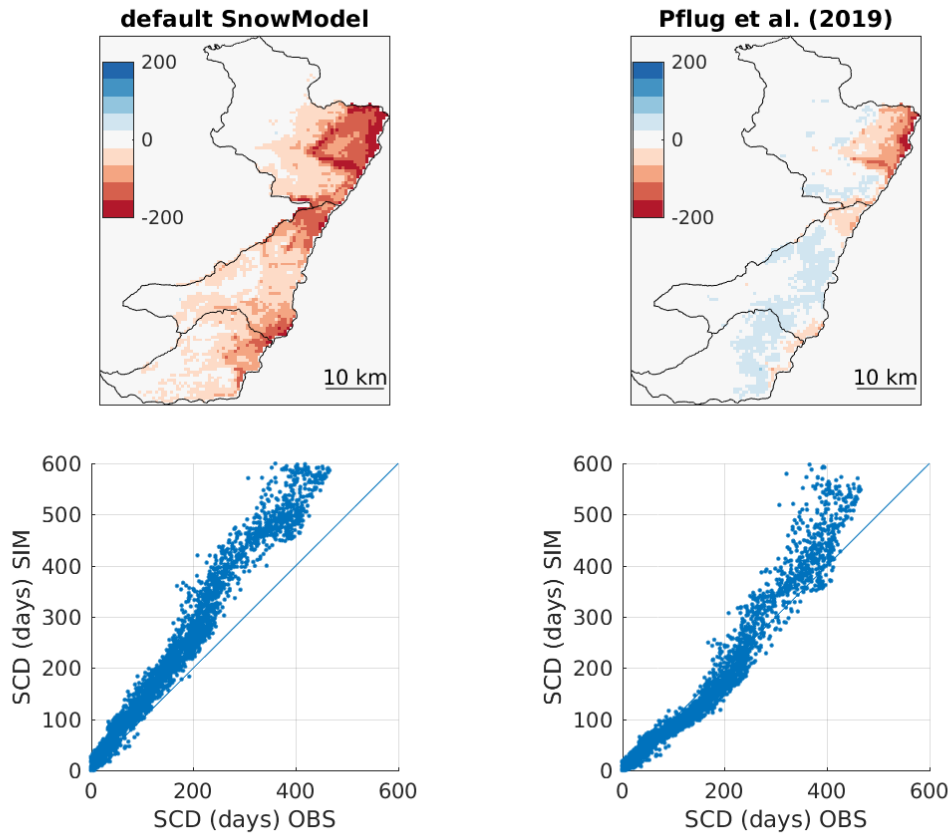 default SnowModel
200
0
-200
10 km
Pflug et al. (2019)
200
0
-200
10 km
600
500
400
300
200
100
0
SCD (days) SIM
0 200 400 600
SCD (days) OBS
600
500
400
300
200
100
0
SCD (days) SIM
0 200 400 600
SCD (days) OBS